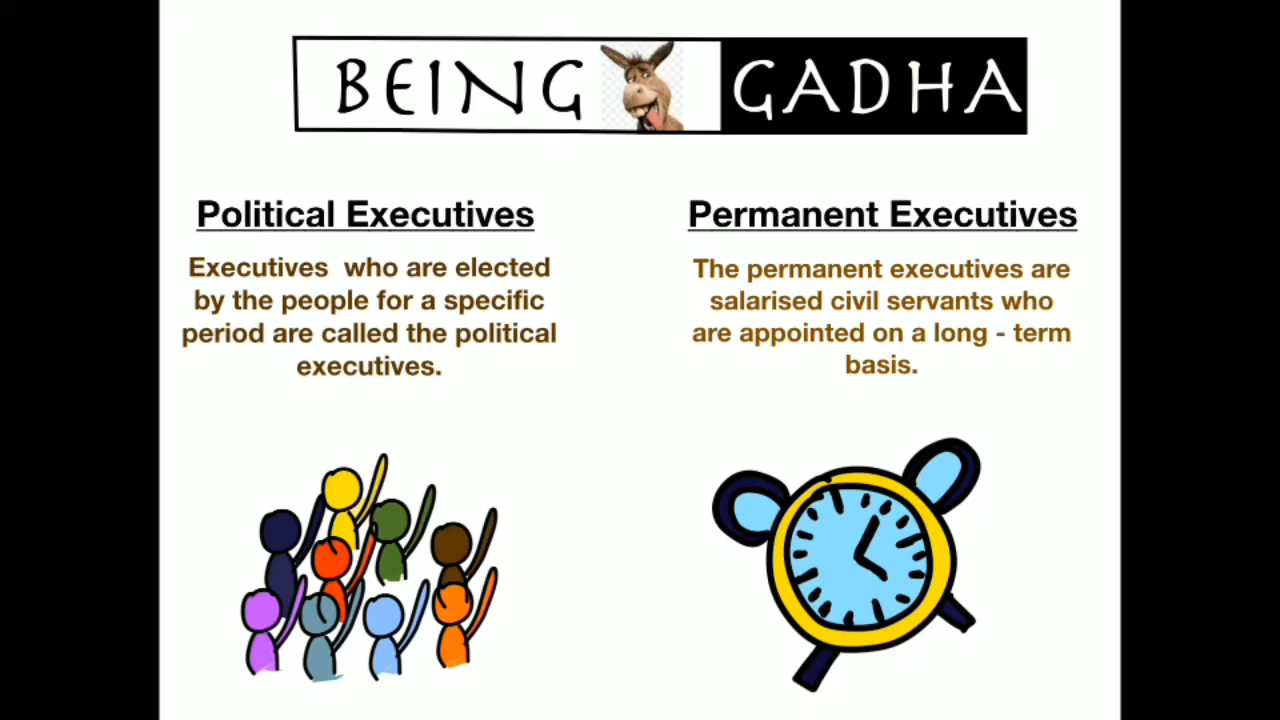 BEING GADHA
Political Executives
Executives who are elected
by the people for a specific
period are called the political
executives.
Permanent Executives
The permanent executives are
salarised civil servants who
are appointed on a long - term
basis.